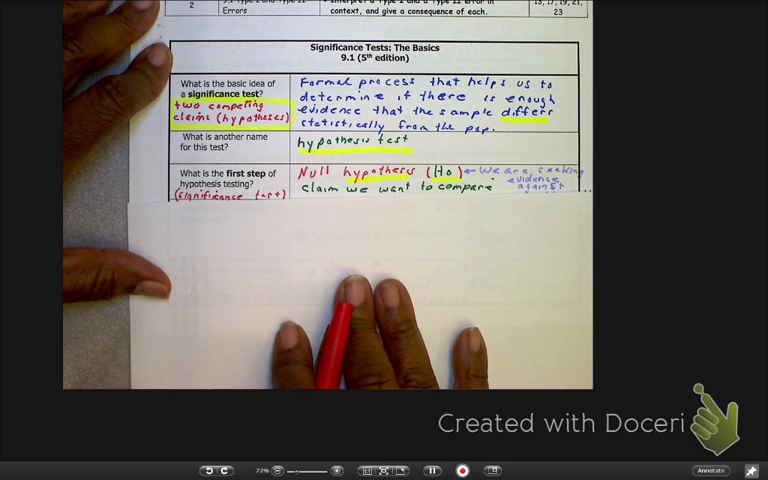 2
9.1 Type I and Type II
Errors
Interpret a Type I and a Type II error in
context, and give a consequence of each.
15, 17, 19, 21,
23
Significance Tests: The Basics
9.1 (5th edition)
What is the basic idea of
a significance test?
two competing
claims (hypotheses)
Formal process that helps us to
determine if there is enough
evidence that the sample differs
statistically from the pop.
What is another name
for this test?
hypothesis test
What is the first step of
hypothesis testing?
(significance test)
Null hypothesis (Ho) ← we are seeking
evidence
against
claim we want to compare
Created with Doceri
77%
Annotate